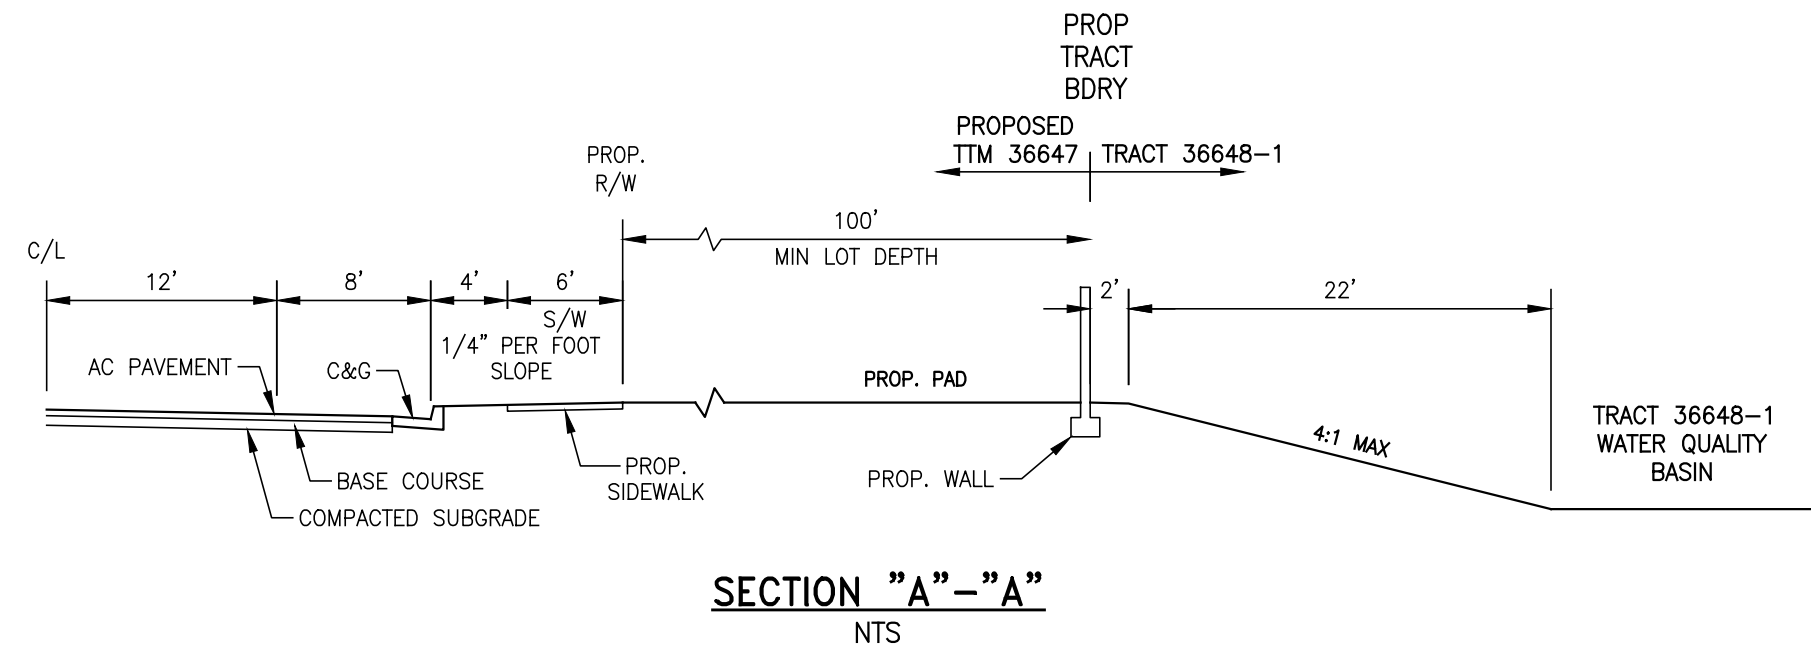 PROP
TRACT
BDRY
PROPOSED
TTM 36647
TRACT 36648-1
PROP.
R/W
100'
MIN LOT DEPTH
C/L
12'
8'
4'
6'
S/W
1/4" PER FOOT
SLOPE
2'
22'
AC PAVEMENT
C&G
PROP. PAD
4:1 MAX
TRACT 36648-1
WATER QUALITY
BASIN
BASE COURSE
PROP.
SIDEWALK
PROP. WALL
COMPACTED SUBGRADE
SECTION "A"-"A"
NTS